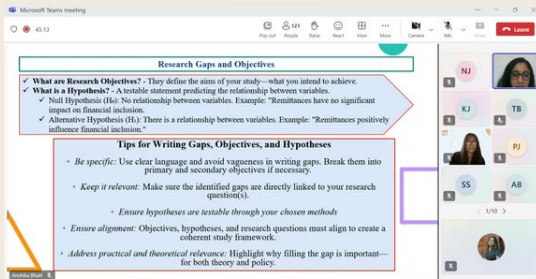 Microsoft Teams meeting
45:13
Pop out
121
People
Raise
React
View
More
Camera
Mic
Share
Leave
Research Gaps and Objectives
What are Research Objectives? - They define the aims of your study—what you intend to achieve.
What is a Hypothesis? - A testable statement predicting the relationship between variables.
Null Hypothesis (H₀): No relationship between variables. Example: "Remittances have no significant
impact on financial inclusion."
Alternative Hypothesis (H₁): There is a relationship between variables. Example: "Remittances positively
influence financial inclusion."
Tips for Writing Gaps, Objectives, and Hypotheses
• Be specific: Use clear language and avoid vagueness in writing gaps. Break them into
primary and secondary objectives if necessary.
• Keep it relevant: Make sure the identified gaps are directly linked to your research
question(s).
• Ensure hypotheses are testable through your chosen methods
• Ensure alignment: Objectives, hypotheses, and research questions must align to create a
coherent study framework.
• Address practical and theoretical relevance: Highlight why filling the gap is important—
for both theory and policy.
NJ
KJ
TB
PJ
SS
AB
1/10